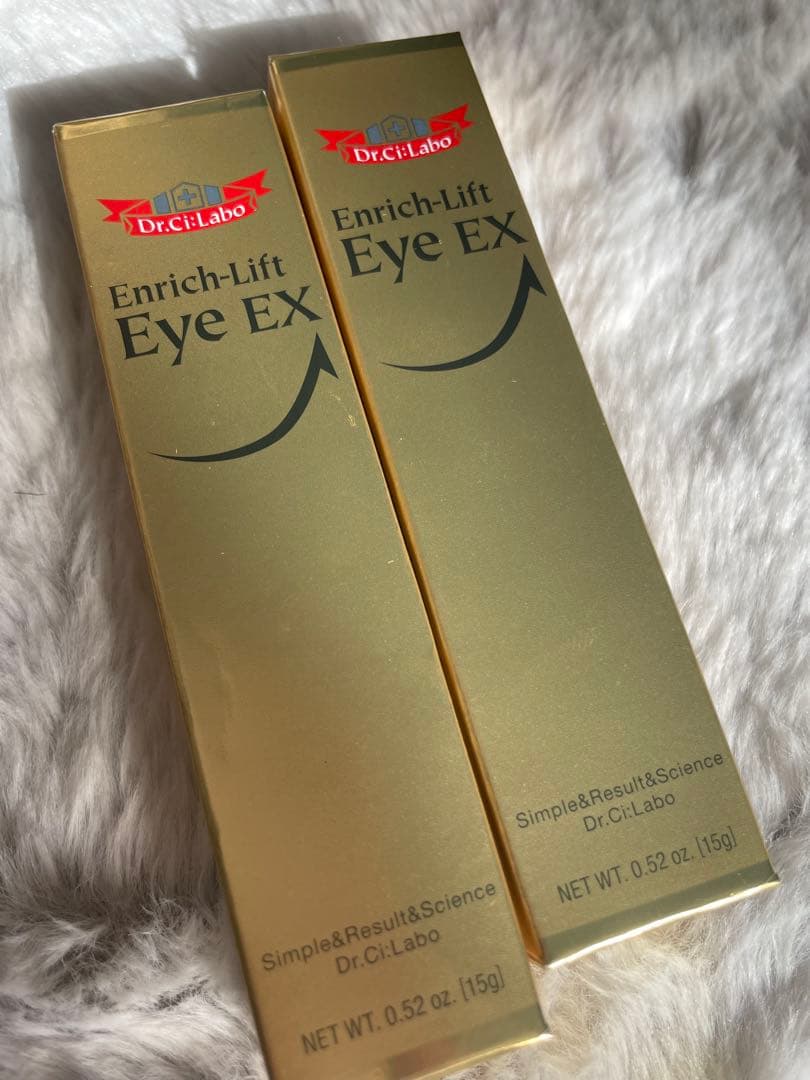 Dr.Ci:Labo
Enrich-Lift
Eye EX
Simple&Result&Science
Dr.Ci:Labo
NET WT. 0.52 oz. [15g]
Dr.Ci:Labo
Enrich-Lift
Eye EX
Simple&Result&Science
Dr.Ci:Labo
NET WT. 0.52 oz. [15g]